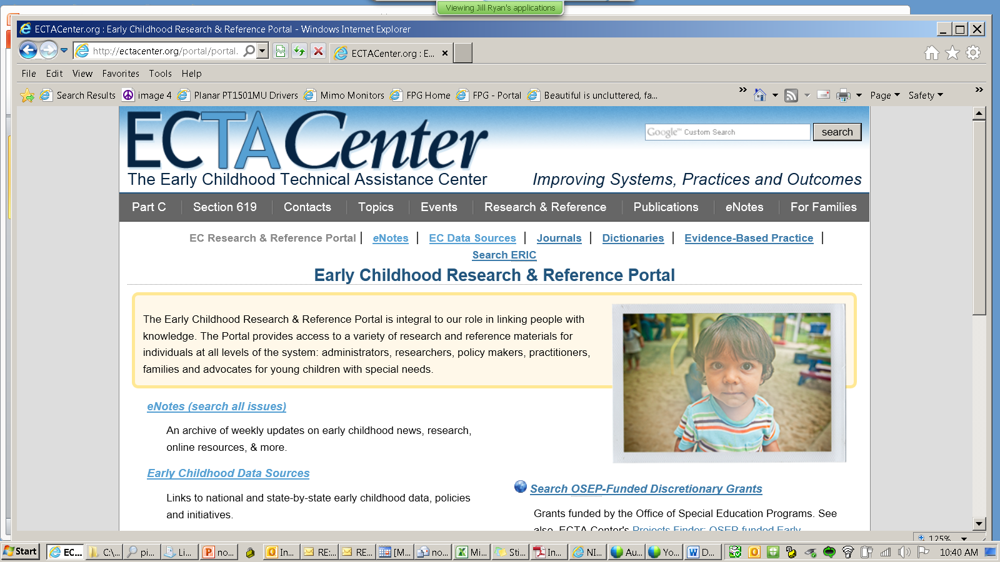 Viewing Jill Ryan's applications
ECTACenter.org : Early Childhood Research & Reference Portal - Windows Internet Explorer
http://ectacenter.org/portal/portal.
ECTACenter.org : E...
File Edit View Favorites Tools Help
Search Results image 4 Planar PT1501MU Drivers Mimo Monitors FPG Home FPG - Portal Beautiful is uncluttered, fa... » Page Safety »
ECTA Center
Google™ Custom Search search
The Early Childhood Technical Assistance Center Improving Systems, Practices and Outcomes
Part C Section 619 Contacts Topics Events Research & Reference Publications eNotes For Families
EC Research & Reference Portal | eNotes | EC Data Sources | Journals | Dictionaries | Evidence-Based Practice |
Search ERIC
Early Childhood Research & Reference Portal
The Early Childhood Research & Reference Portal is integral to our role in linking people with
knowledge. The Portal provides access to a variety of research and reference materials for
individuals at all levels of the system: administrators, researchers, policy makers, practitioners,
families and advocates for young children with special needs.
eNotes (search all issues)
An archive of weekly updates on early childhood news, research,
online resources, & more.
Early Childhood Data Sources
Links to national and state-by-state early childhood data, policies
and initiatives.
Search OSEP-Funded Discretionary Grants
Grants funded by the Office of Special Education Programs. See
also, ECTA Center's Projects Finder: OSEP-funded Early
125%
Start EC... C:\... pi... Li... no... In... RE:... RE... [M... no... Mi... Sti... In... NI... Au... Yo... D... 10:40 AM